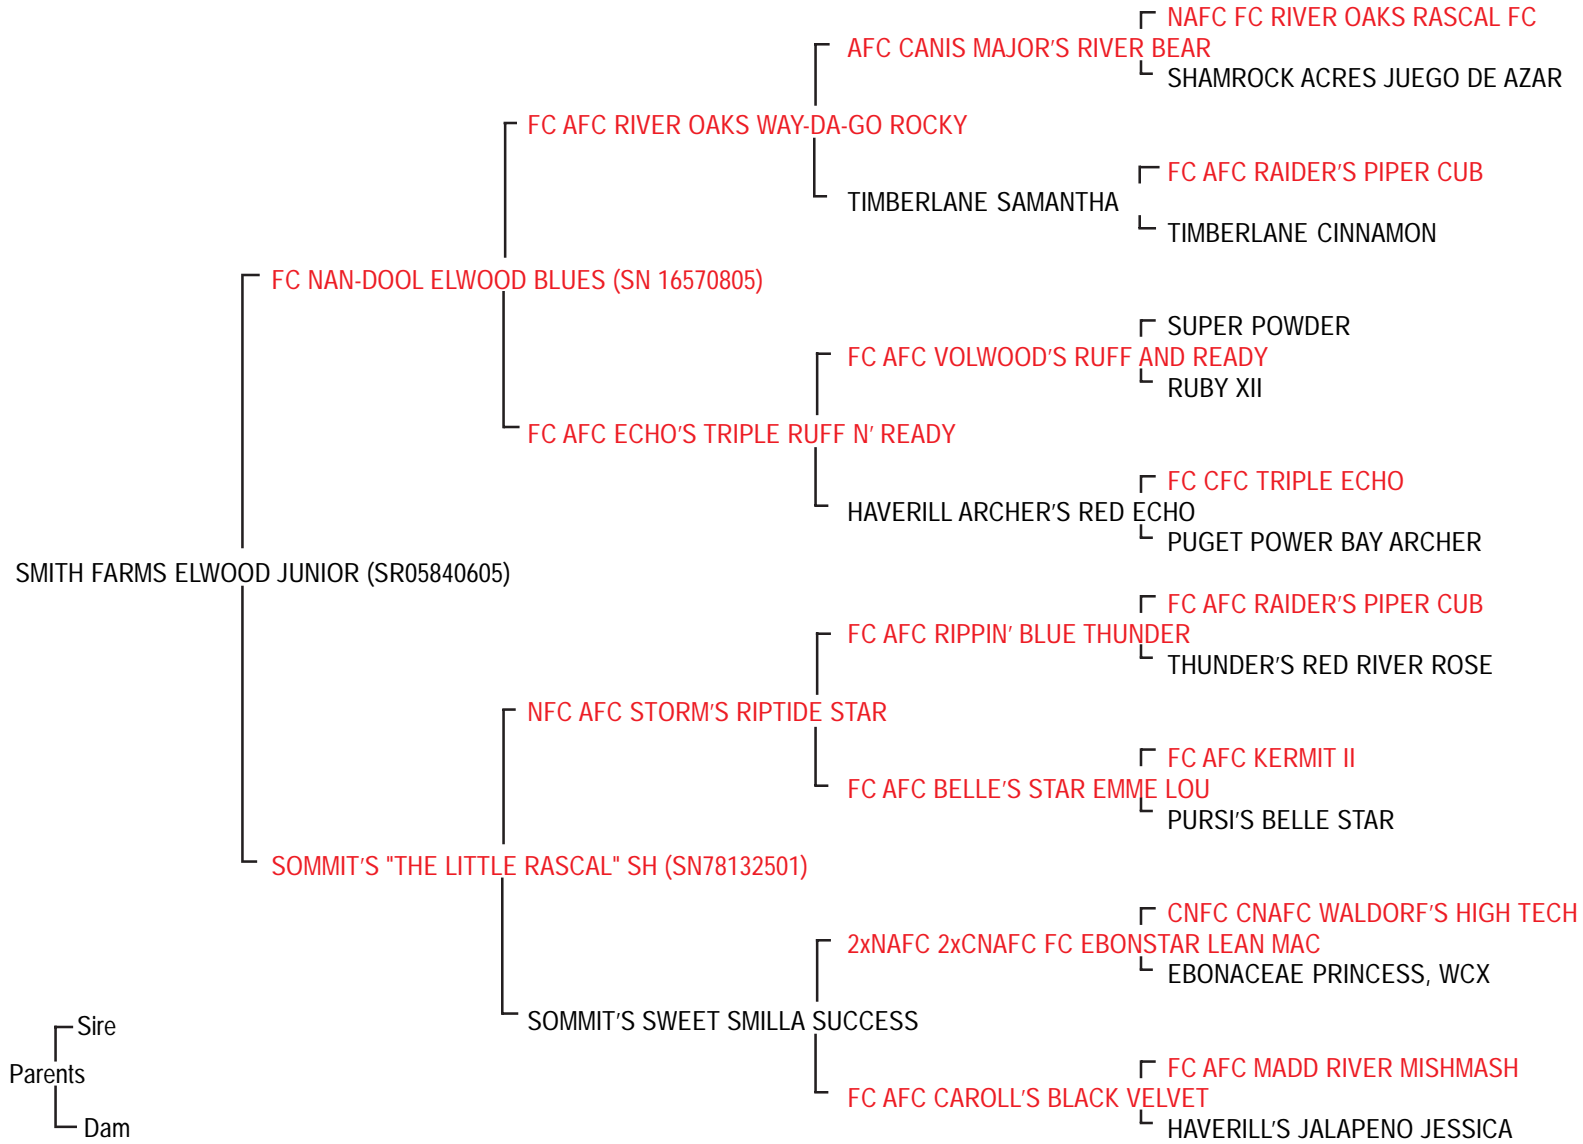 NAFC FC RIVER OAKS RASCAL FC
AFC CANIS MAJOR'S RIVER BEAR
SHAMROCK ACRES JUEGO DE AZAR
FC AFC RIVER OAKS WAY-DA-GO ROCKY
FC AFC RAIDER'S PIPER CUB
TIMBERLANE SAMANTHA
TIMBERLANE CINNAMON
FC NAN-DOOL ELWOOD BLUES (SN 16570805)
SUPER POWDER
FC AFC VOLWOOD'S RUFF AND READY
RUBY XII
FC AFC ECHO'S TRIPLE RUFF N' READY
FC CFC TRIPLE ECHO
HAVERILL ARCHER'S RED ECHO
PUGET POWER BAY ARCHER
SMITH FARMS ELWOOD JUNIOR (SR05840605)
FC AFC RAIDER'S PIPER CUB
FC AFC RIPPIN' BLUE THUNDER
THUNDER'S RED RIVER ROSE
NFC AFC STORM'S RIPTIDE STAR
FC AFC KERMIT II
FC AFC BELLE'S STAR EMME LOU
PURSI'S BELLE STAR
SOMMIT'S "THE LITTLE RASCAL" SH (SN78132501)
CNFC CNAFC WALDORF'S HIGH TECH
2xNAFC 2xCNAFC FC EBONSTAR LEAN MAC
EBONACEAE PRINCESS, WCX
SOMMIT'S SWEET SMILLA SUCCESS
FC AFC MADD RIVER MISHMASH
FC AFC CAROLL'S BLACK VELVET
HAVERILL'S JALAPENO JESSICA
Sire
Parents
Dam